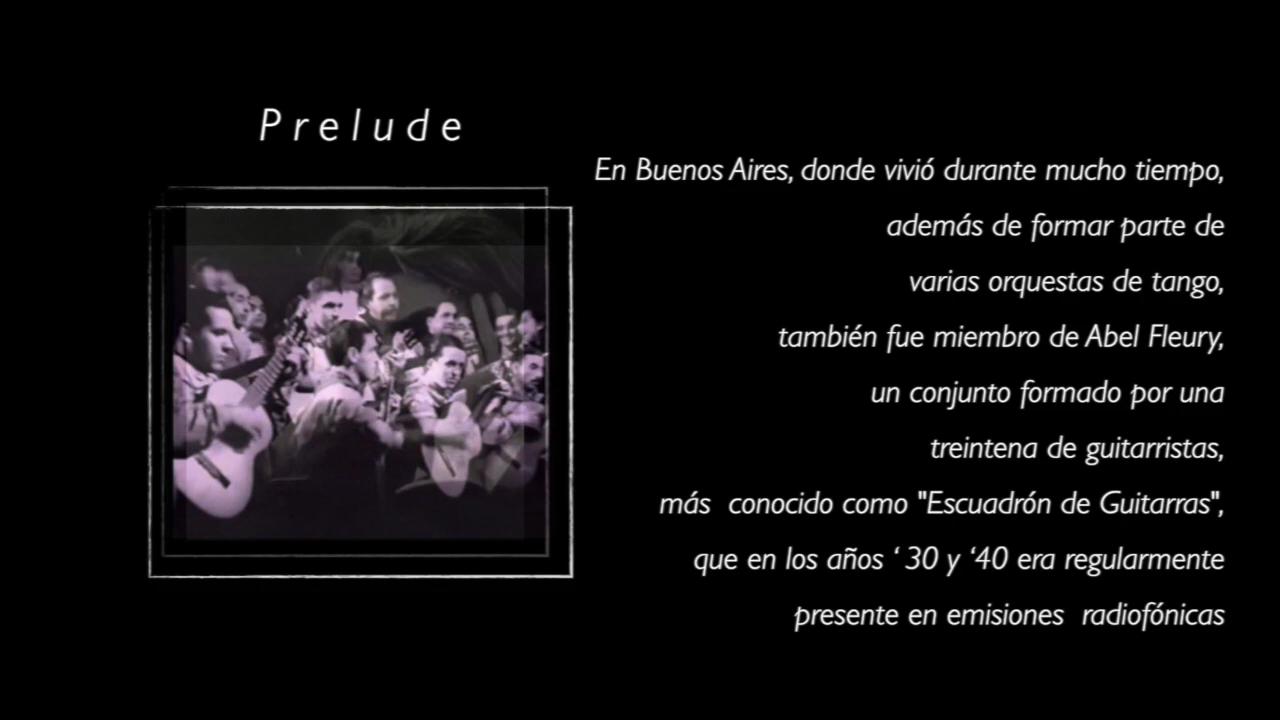 Prelude
En Buenos Aires, donde vivió durante mucho tiempo,
además de formar parte de
varias orquestas de tango,
también fue miembro de Abel Fleury,
un conjunto formado por una
treintena de guitarristas,
más  conocido como "Escuadrón de Guitarras",
que en los años ‘ 30 y ‘40 era regularmente
presente en emisiones  radiofónicas